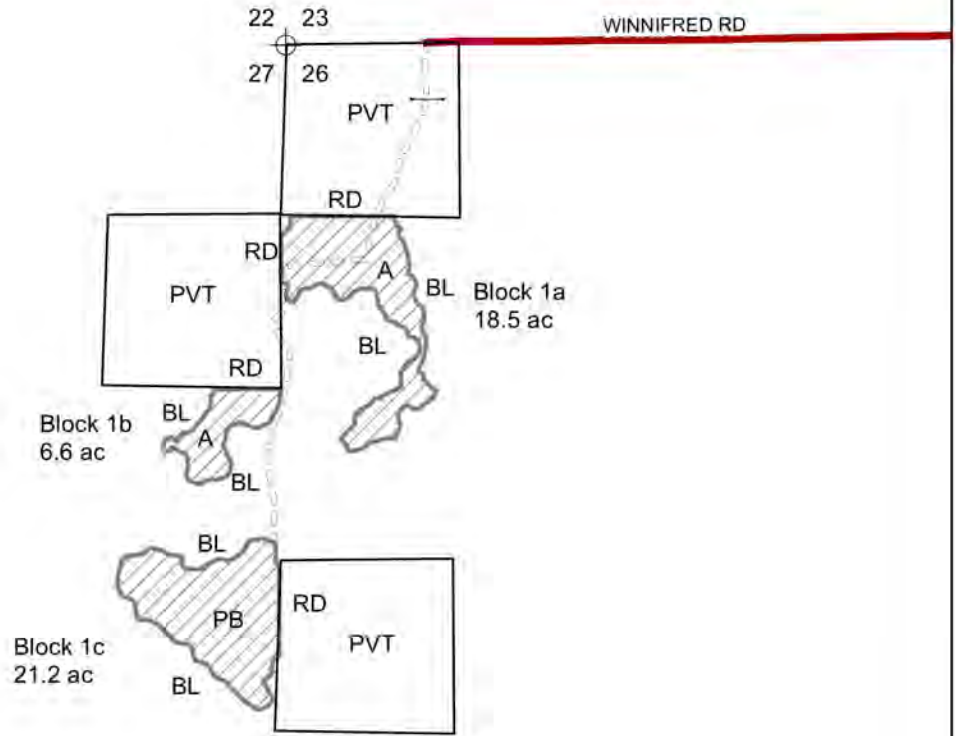 22 23
WINNIFRED RD
27 26
PVT
RD
RD
A
BL
Block 1a
18.5 ac
PVT
BL
RD
BL
Block 1b
6.6 ac
A
BL
BL
PB
RD
PVT
Block 1c
21.2 ac
BL